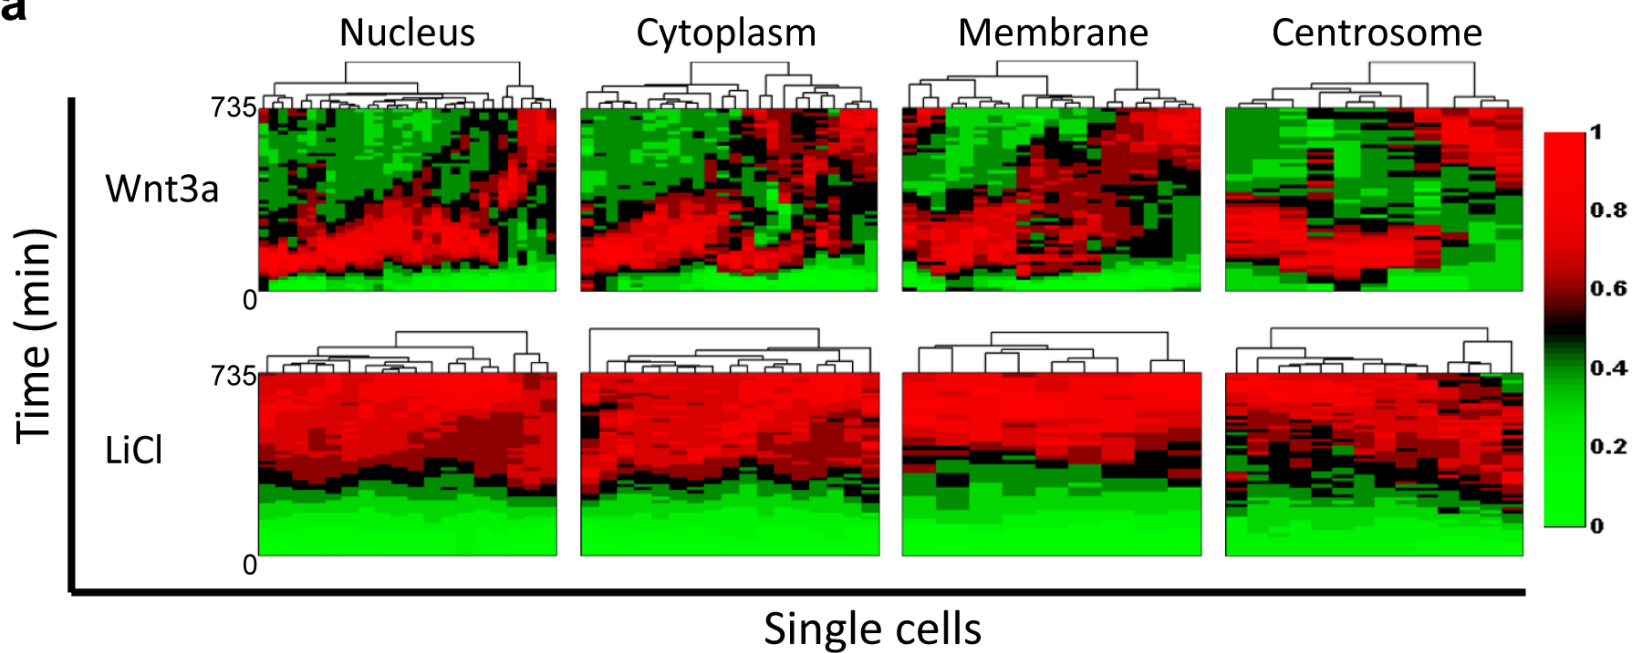 a
Nucleus
Cytoplasm
Membrane
Centrosome
735
Wnt3a
0
735
LiCl
0
Time (min)
Single cells
1
0.8
0.6
0.4
0.2
0